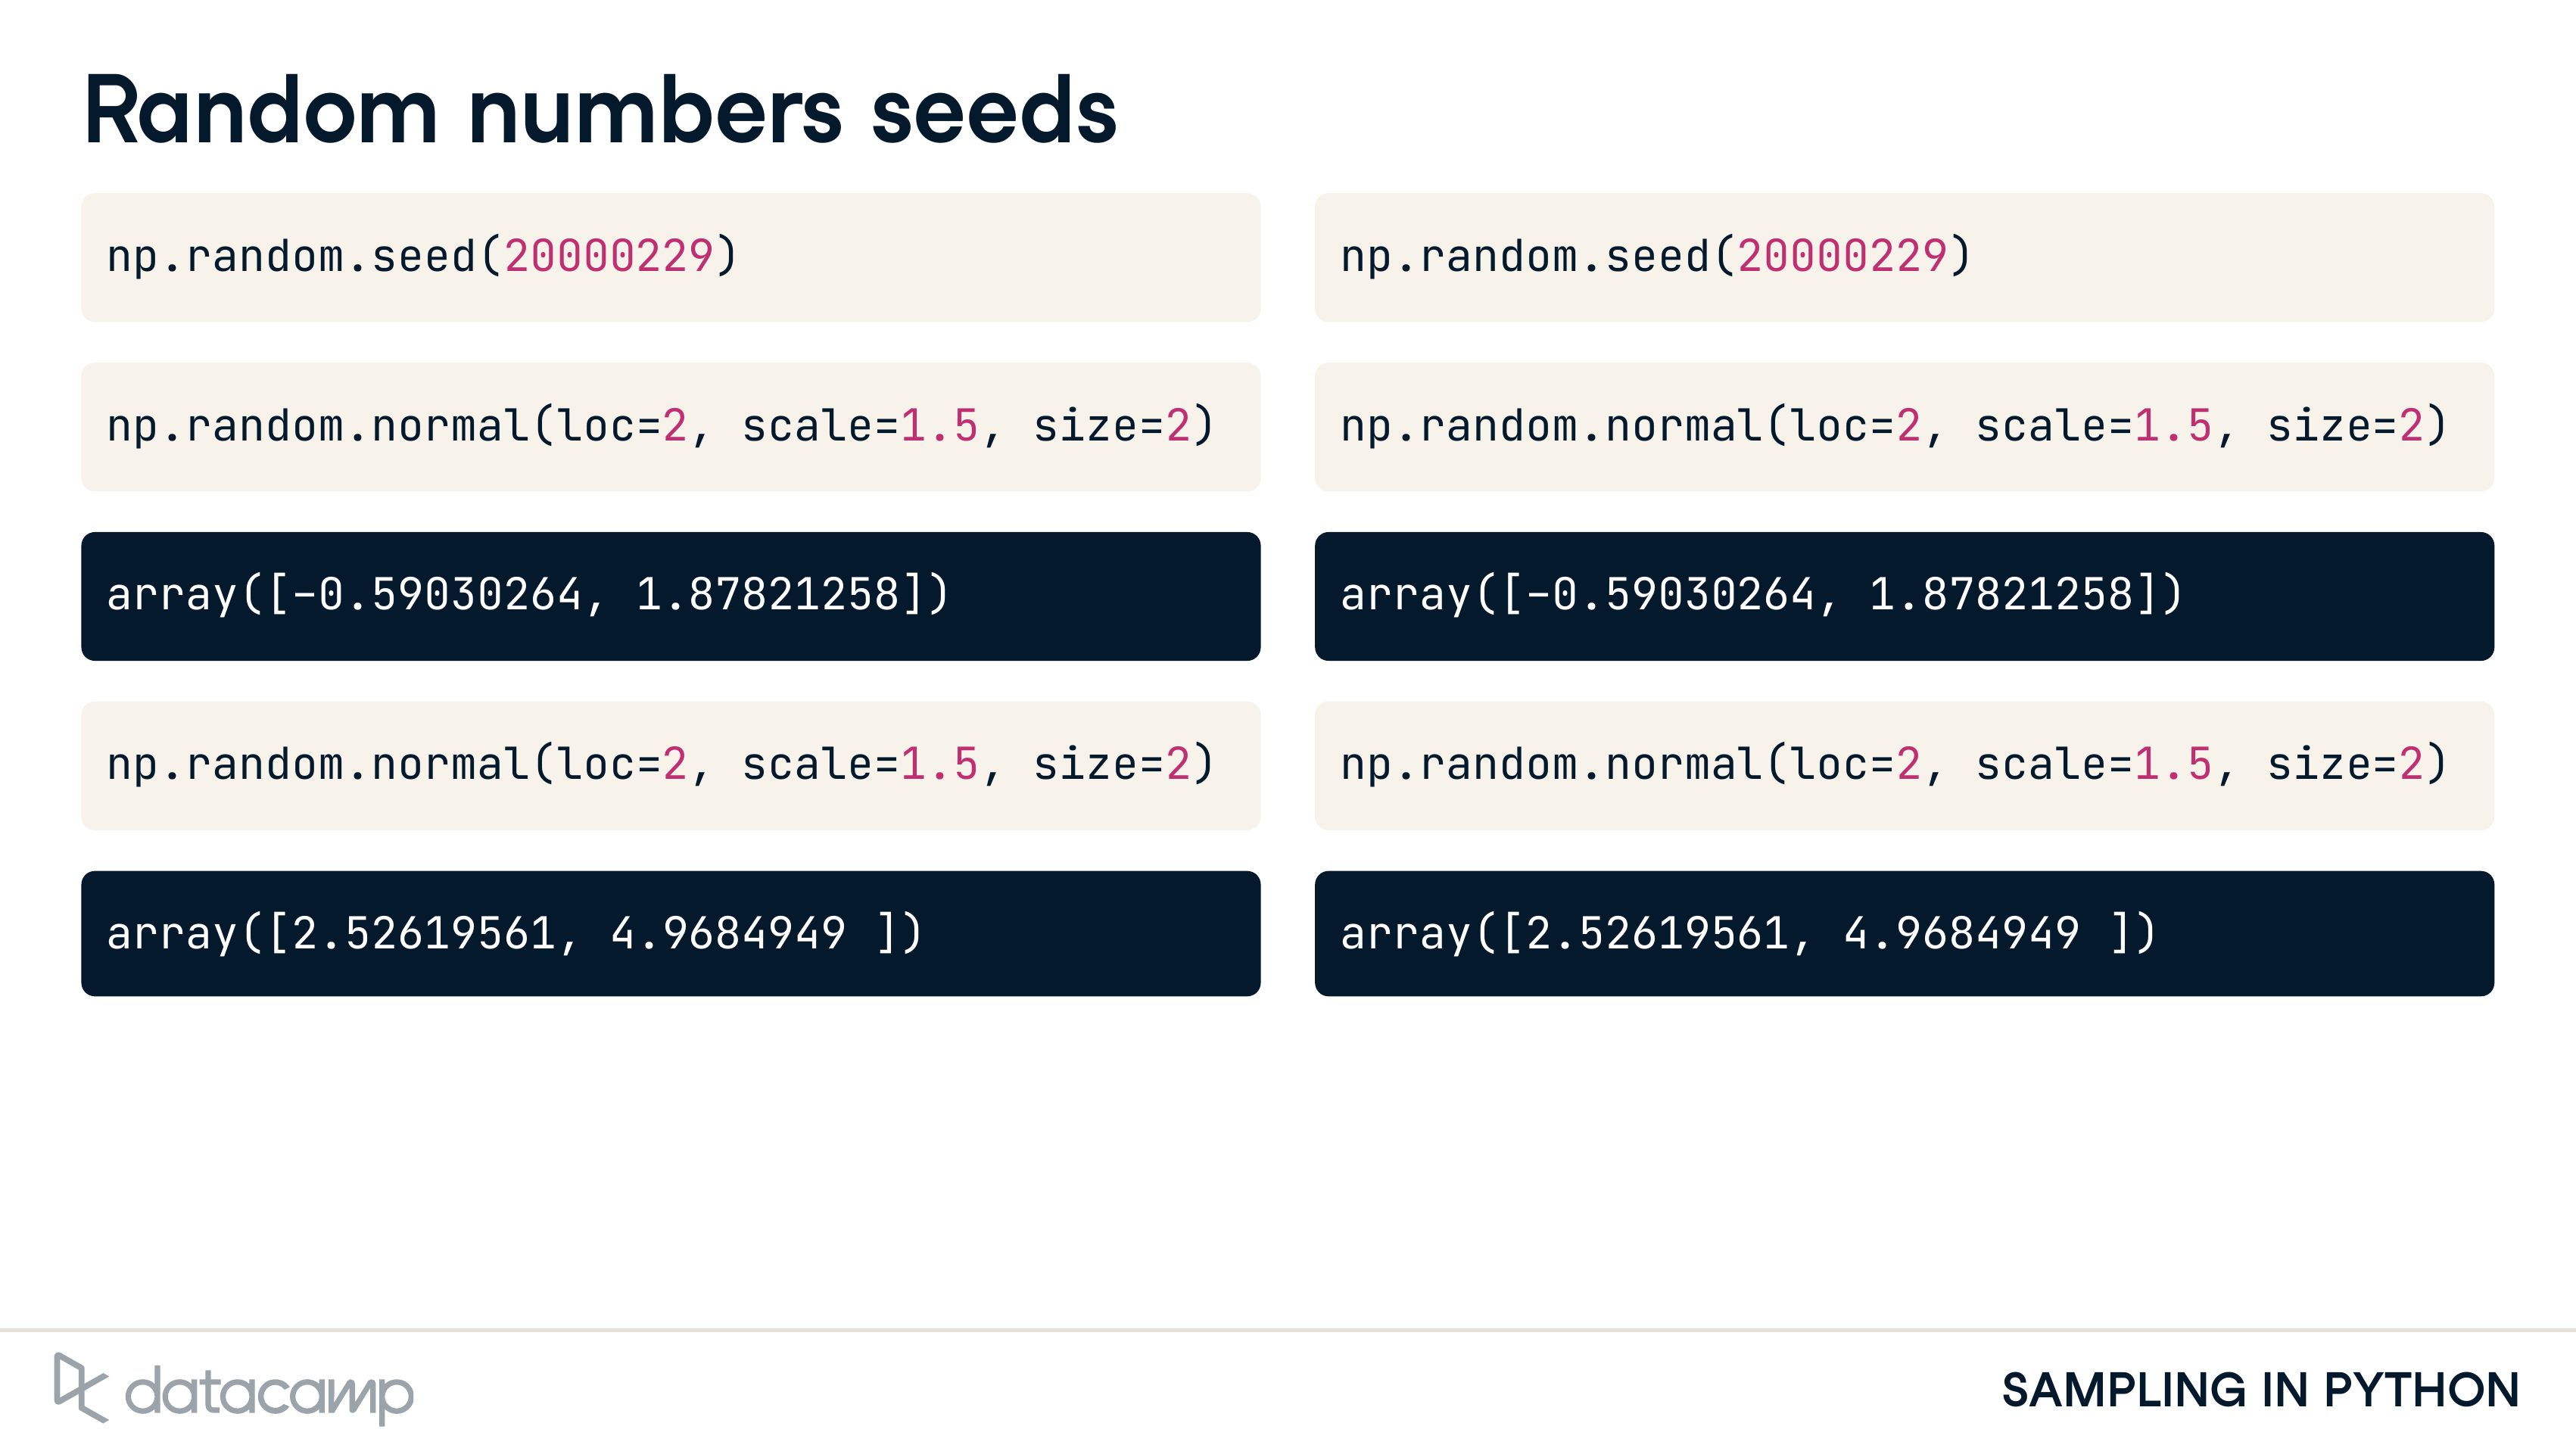 Random numbers seeds
np.random.seed(20000229)
np.random.normal(loc=2, scale=1.5, size=2)
array([-0.59030264, 1.87821258])
np.random.normal(loc=2, scale=1.5, size=2)
array([2.52619561, 4.9684949 ])
np.random.seed(20000229)
np.random.normal(loc=2, scale=1.5, size=2)
array([-0.59030264, 1.87821258])
np.random.normal(loc=2, scale=1.5, size=2)
array([2.52619561, 4.9684949 ])
datacamp
SAMPLING IN PYTHON